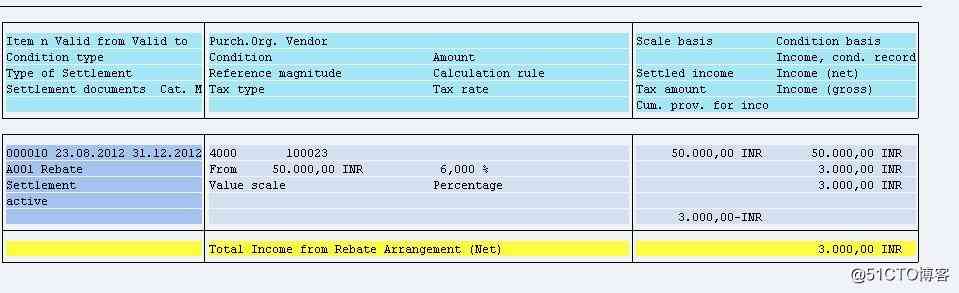 Item n Valid from Valid to Purch.Org. Vendor Scale basis Condition basis
Condition type Condition Amount Income, cond. record
Type of Settlement Reference magnitude Calculation rule Settled income Income (net)
Settlement documents Cat. M Tax type Tax rate Tax amount Income (gross)
Cum. prov. for inco
000010 23.08.2012 31.12.2012 4000 100023 50.000,00 INR 50.000,00 INR
A001 Rebate From 50.000,00 INR 6,000 % 3.000,00 INR
Settlement Value scale Percentage 3.000,00 INR
active
3.000,00-INR
Total Income from Rebate Arrangement (Net) 3.000,00 INR
@51CTO博客